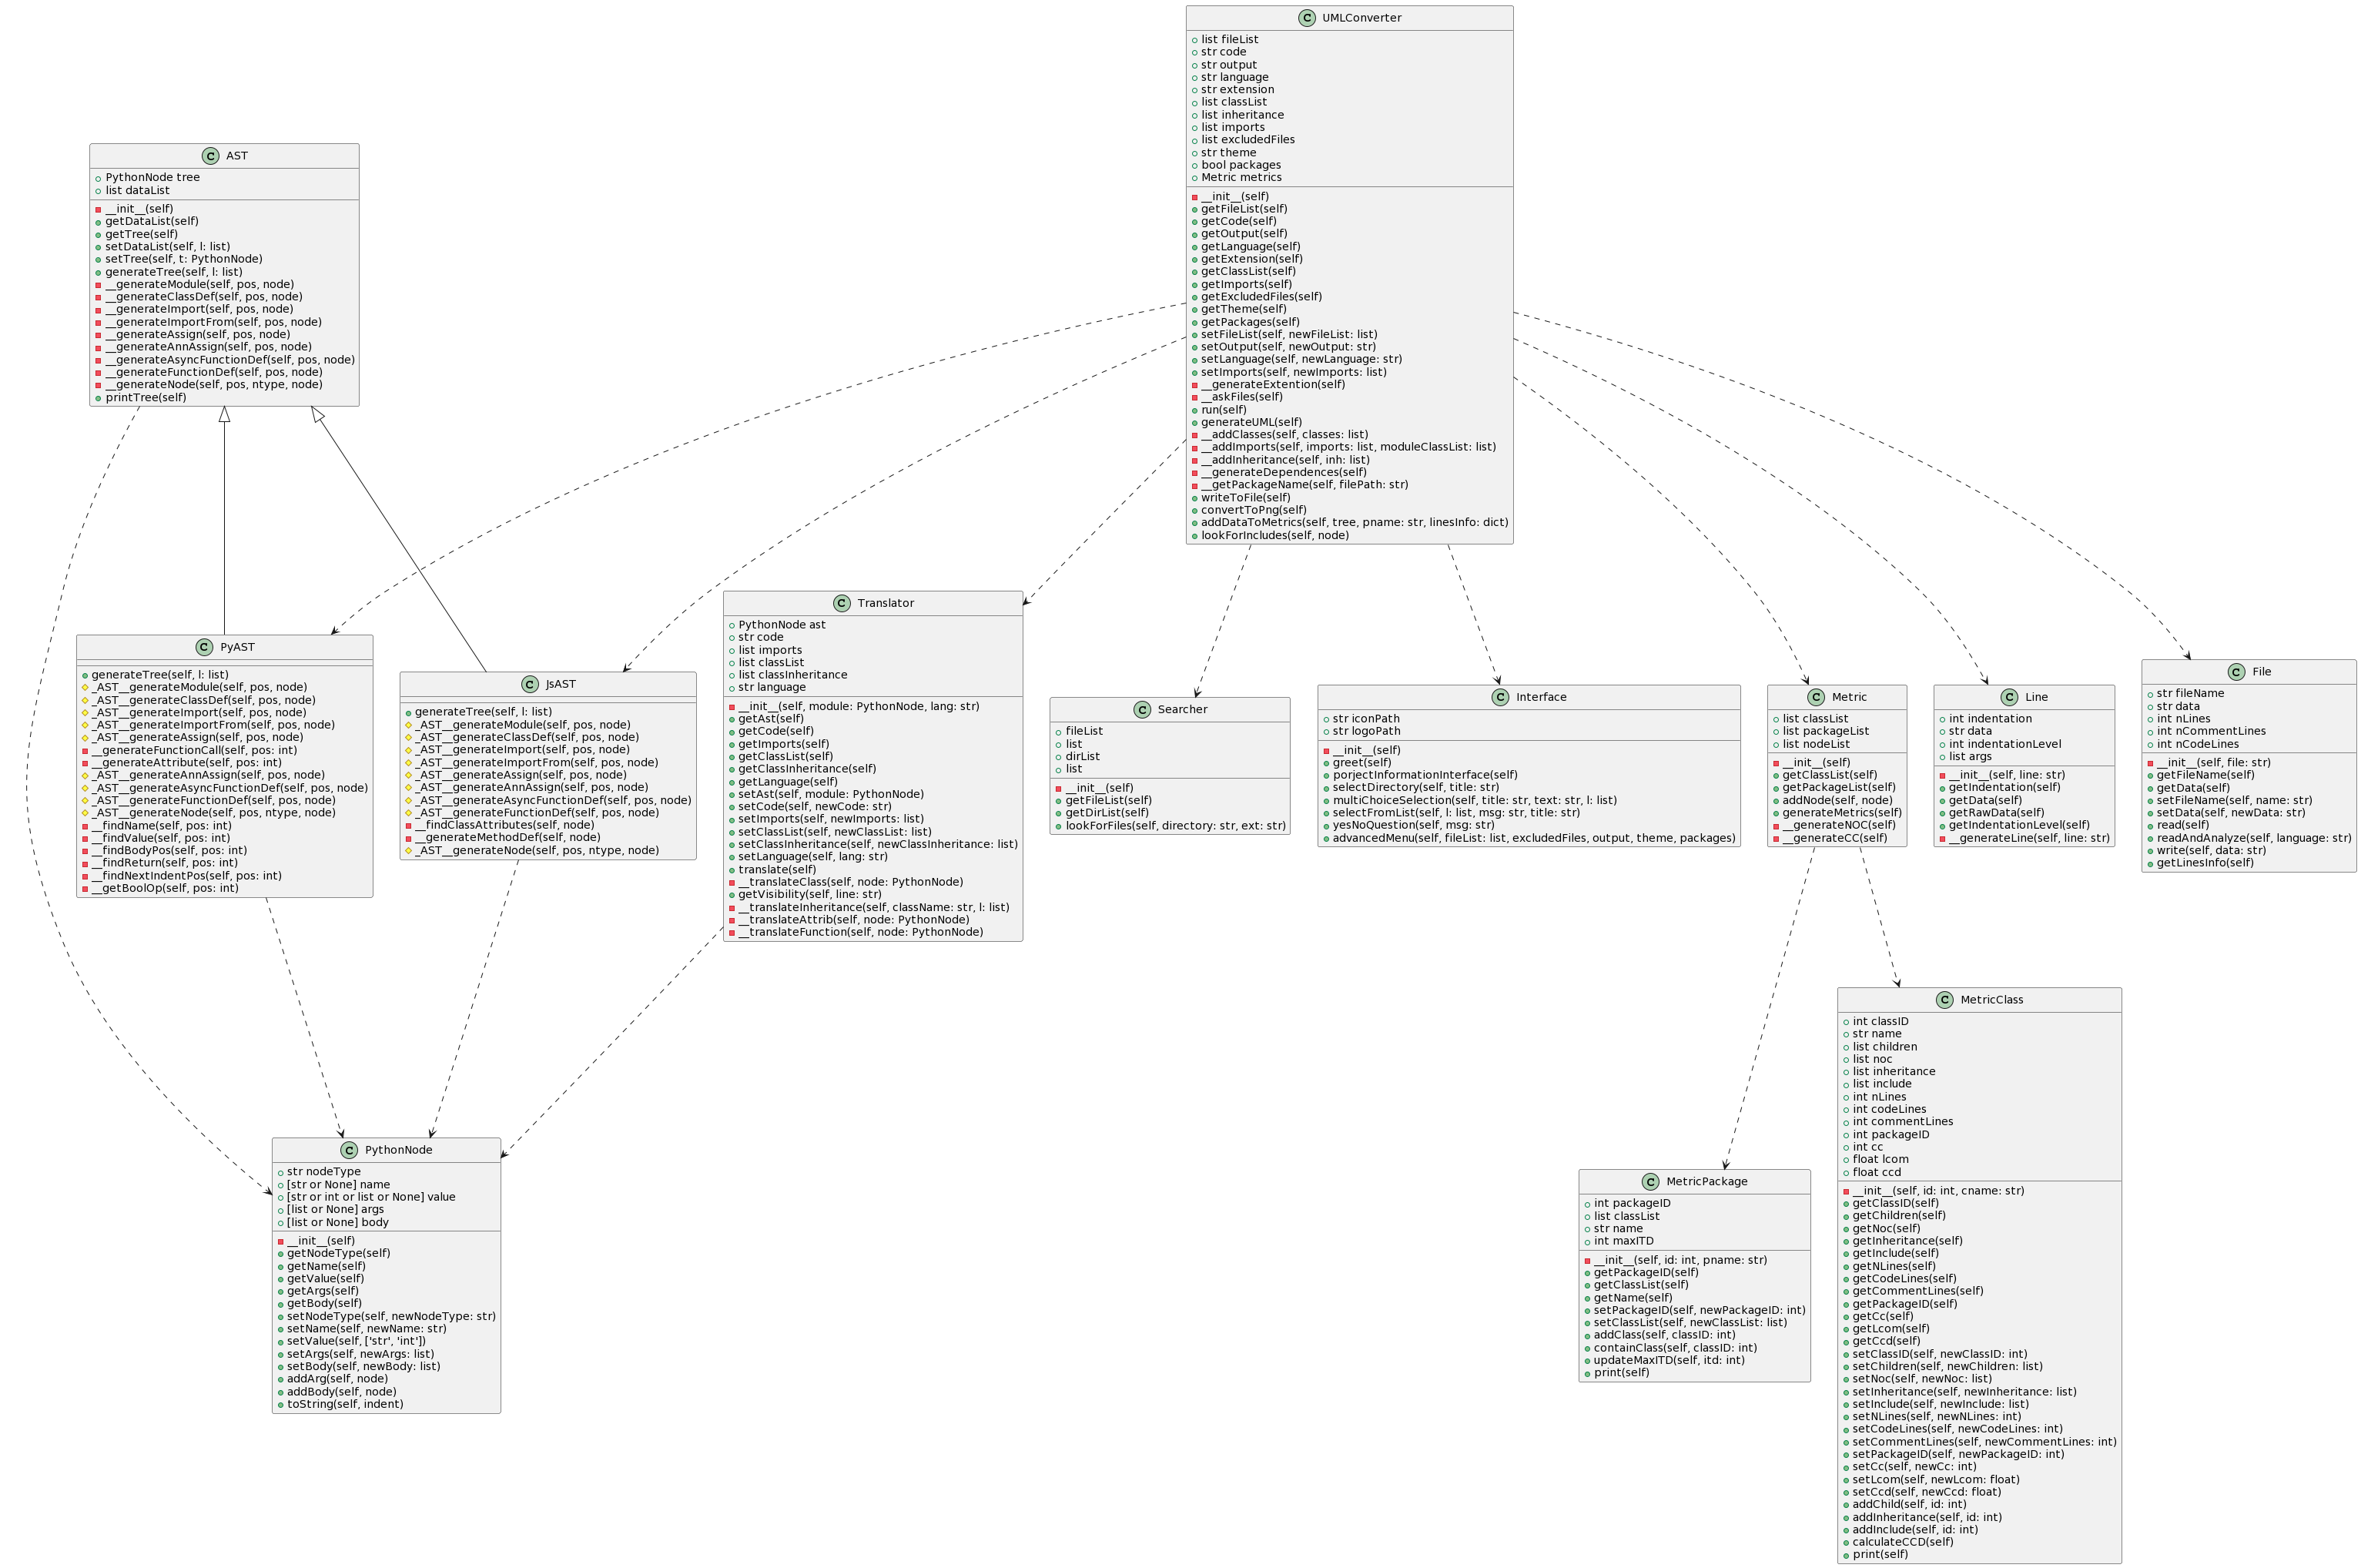 C UMLConverter
list fileList
str code
str output
str language
str extension
list classList
list inheritance
list imports
list excludedFiles
str theme
bool packages
Metric metrics
__init__(self)
getFileList(self)
getCode(self)
getOutput(self)
getLanguage(self)
getExtension(self)
getClassList(self)
getImports(self)
getExcludedFiles(self)
getTheme(self)
getPackages(self)
setFileList(self, newFileList: list)
setOutput(self, newOutput: str)
setLanguage(self, newLanguage: str)
setImports(self, newImports: list)
__generateExtention(self)
__askFiles(self)
run(self)
generateUML(self)
__addClasses(self, classes: list)
__addImports(self, imports: list, moduleClassList: list)
__addInheritance(self, inh: list)
__generateDependences(self)
__getPackageName(self, filePath: str)
writeToFile(self)
convertToPng(self)
addDataToMetrics(self, tree, pname: str, linesInfo: dict)
lookForIncludes(self, node)
C AST
PythonNode tree
list dataList
__init__(self)
getDataList(self)
getTree(self)
setDataList(self, l: list)
setTree(self, t: PythonNode)
generateTree(self, l: list)
__generateModule(self, pos, node)
__generateClassDef(self, pos, node)
__generateImport(self, pos, node)
__generateImportFrom(self, pos, node)
__generateAssign(self, pos, node)
__generateAnnAssign(self, pos, node)
__generateAsyncFunctionDef(self, pos, node)
__generateFunctionDef(self, pos, node)
__generateNode(self, pos, ntype, node)
printTree(self)
C PyAST
generateTree(self, l: list)
_AST__generateModule(self, pos, node)
_AST__generateClassDef(self, pos, node)
_AST__generateImport(self, pos, node)
_AST__generateImportFrom(self, pos, node)
_AST__generateAssign(self, pos, node)
__generateFunctionCall(self, pos: int)
__generateAttribute(self, pos: int)
_AST__generateAnnAssign(self, pos, node)
_AST__generateAsyncFunctionDef(self, pos, node)
_AST__generateFunctionDef(self, pos, node)
_AST__generateNode(self, pos, ntype, node)
__findName(self, pos: int)
__findValue(self, pos: int)
__findBodyPos(self, pos: int)
__findReturn(self, pos: int)
__findNextIndentPos(self, pos: int)
__getBoolOp(self, pos: int)
C JsAST
generateTree(self, l: list)
_AST__generateModule(self, pos, node)
_AST__generateClassDef(self, pos, node)
_AST__generateImport(self, pos, node)
_AST__generateImportFrom(self, pos, node)
_AST__generateAssign(self, pos, node)
_AST__generateAnnAssign(self, pos, node)
_AST__generateAsyncFunctionDef(self, pos, node)
_AST__generateFunctionDef(self, pos, node)
__findClassAttributes(self, node)
__generateMethodDef(self, node)
_AST__generateNode(self, pos, ntype, node)
C Translator
PythonNode ast
str code
list imports
list classList
list classInheritance
str language
__init__(self, module: PythonNode, lang: str)
getAst(self)
getCode(self)
getImports(self)
getClassList(self)
getClassInheritance(self)
getLanguage(self)
setAst(self, module: PythonNode)
setCode(self, newCode: str)
setImports(self, newImports: list)
setClassList(self, newClassList: list)
setClassInheritance(self, newClassInheritance: list)
setLanguage(self, lang: str)
translate(self)
__translateClass(self, node: PythonNode)
getVisibility(self, line: str)
__translateInheritance(self, className: str, l: list)
__translateAttrib(self, node: PythonNode)
__translateFunction(self, node: PythonNode)
C Searcher
fileList
list
dirList
list
__init__(self)
getFileList(self)
getDirList(self)
lookForFiles(self, directory: str, ext: str)
C Interface
str iconPath
str logoPath
__init__(self)
greet(self)
porjectInformationInterface(self)
selectDirectory(self, title: str)
multiChoiceSelection(self, title: str, text: str, l: list)
selectFromList(self, l: list, msg: str, title: str)
yesNoQuestion(self, msg: str)
advancedMenu(self, fileList: list, excludedFiles, output, theme, packages)
C Metric
list classList
list packageList
list nodeList
__init__(self)
getClassList(self)
getPackageList(self)
addNode(self, node)
generateMetrics(self)
__generateNOC(self)
__generateCC(self)
C Line
int indentation
str data
int indentationLevel
list args
__init__(self, line: str)
getIndentation(self)
getData(self)
getRawData(self)
getIndentationLevel(self)
__generateLine(self, line: str)
C File
str fileName
str data
int nLines
int nCommentLines
int nCodeLines
__init__(self, file: str)
getFileName(self)
getData(self)
setFileName(self, name: str)
setData(self, newData: str)
read(self)
readAndAnalyze(self, language: str)
write(self, data: str)
getLinesInfo(self)
C PythonNode
str nodeType
[str or None] name
[str or int or list or None] value
[list or None] args
[list or None] body
__init__(self)
getNodeType(self)
getName(self)
getValue(self)
getArgs(self)
getBody(self)
setNodeType(self, newNodeType: str)
setName(self, newName: str)
setValue(self, ['str', 'int'])
setArgs(self, newArgs: list)
setBody(self, newBody: list)
addArg(self, node)
addBody(self, node)
toString(self, indent)
C MetricPackage
int packageID
list classList
str name
int maxITD
__init__(self, id: int, pname: str)
getPackageID(self)
getClassList(self)
getName(self)
setPackageID(self, newPackageID: int)
setClassList(self, newClassList: list)
addClass(self, classID: int)
containClass(self, classID: int)
updateMaxITD(self, itd: int)
print(self)
C MetricClass
int classID
str name
list children
list noc
list inheritance
list include
int nLines
int codeLines
int commentLines
int packageID
int cc
float lcom
float ccd
__init__(self, id: int, cname: str)
getClassID(self)
getChildren(self)
getNoc(self)
getInheritance(self)
getInclude(self)
getNLines(self)
getCodeLines(self)
getCommentLines(self)
getPackageID(self)
getCc(self)
getLcom(self)
getCcd(self)
setClassID(self, newClassID: int)
setChildren(self, newChildren: list)
setNoc(self, newNoc: list)
setInheritance(self, newInheritance: list)
setInclude(self, newInclude: list)
setNLines(self, newNLines: int)
setCodeLines(self, newCodeLines: int)
setCommentLines(self, newCommentLines: int)
setPackageID(self, newPackageID: int)
setCc(self, newCc: int)
setLcom(self, newLcom: float)
setCcd(self, newCcd: float)
addChild(self, id: int)
addInheritance(self, id: int)
addInclude(self, id: int)
calculateCCD(self)
print(self)